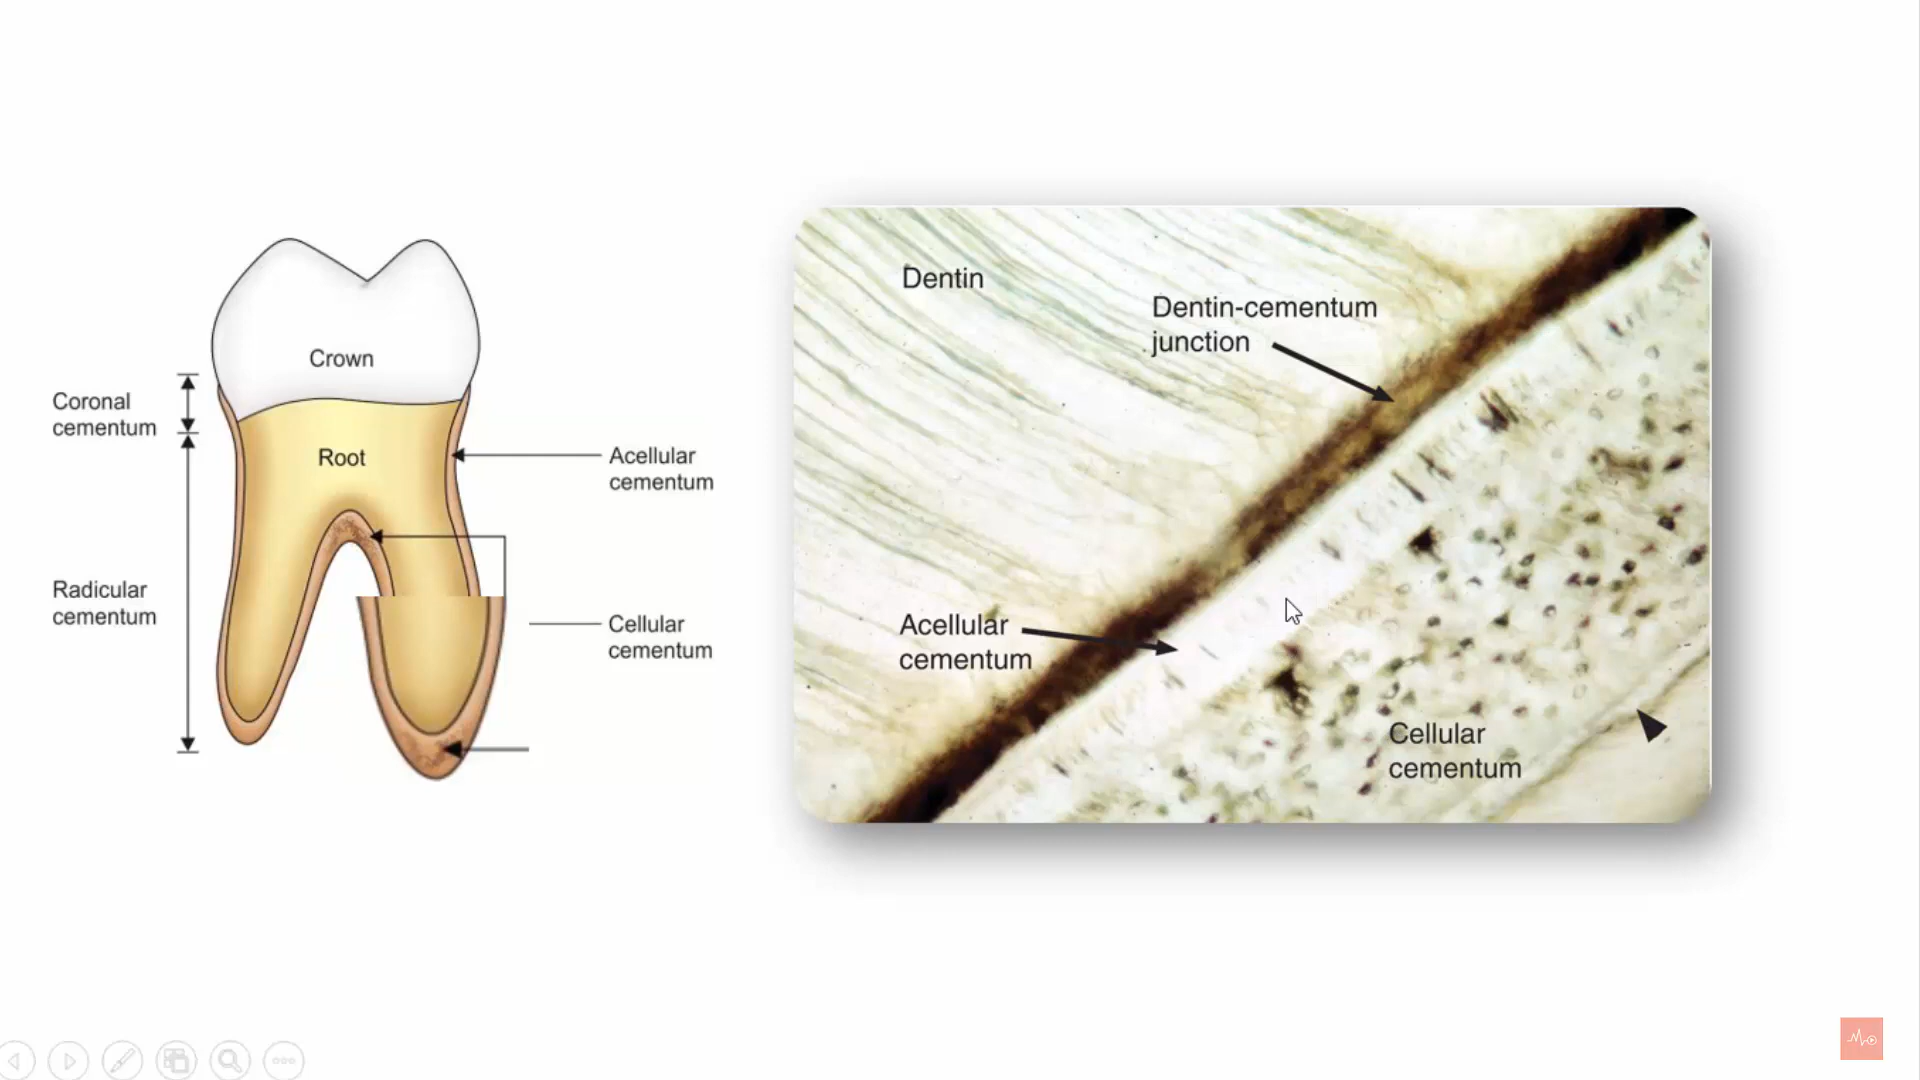 Crown
Coronal
cementum
Root
Acellular
cementum
Radicular
cementum
Cellular
cementum
Dentin
Dentin-cementum
junction
Acellular
cementum
Cellular
cementum